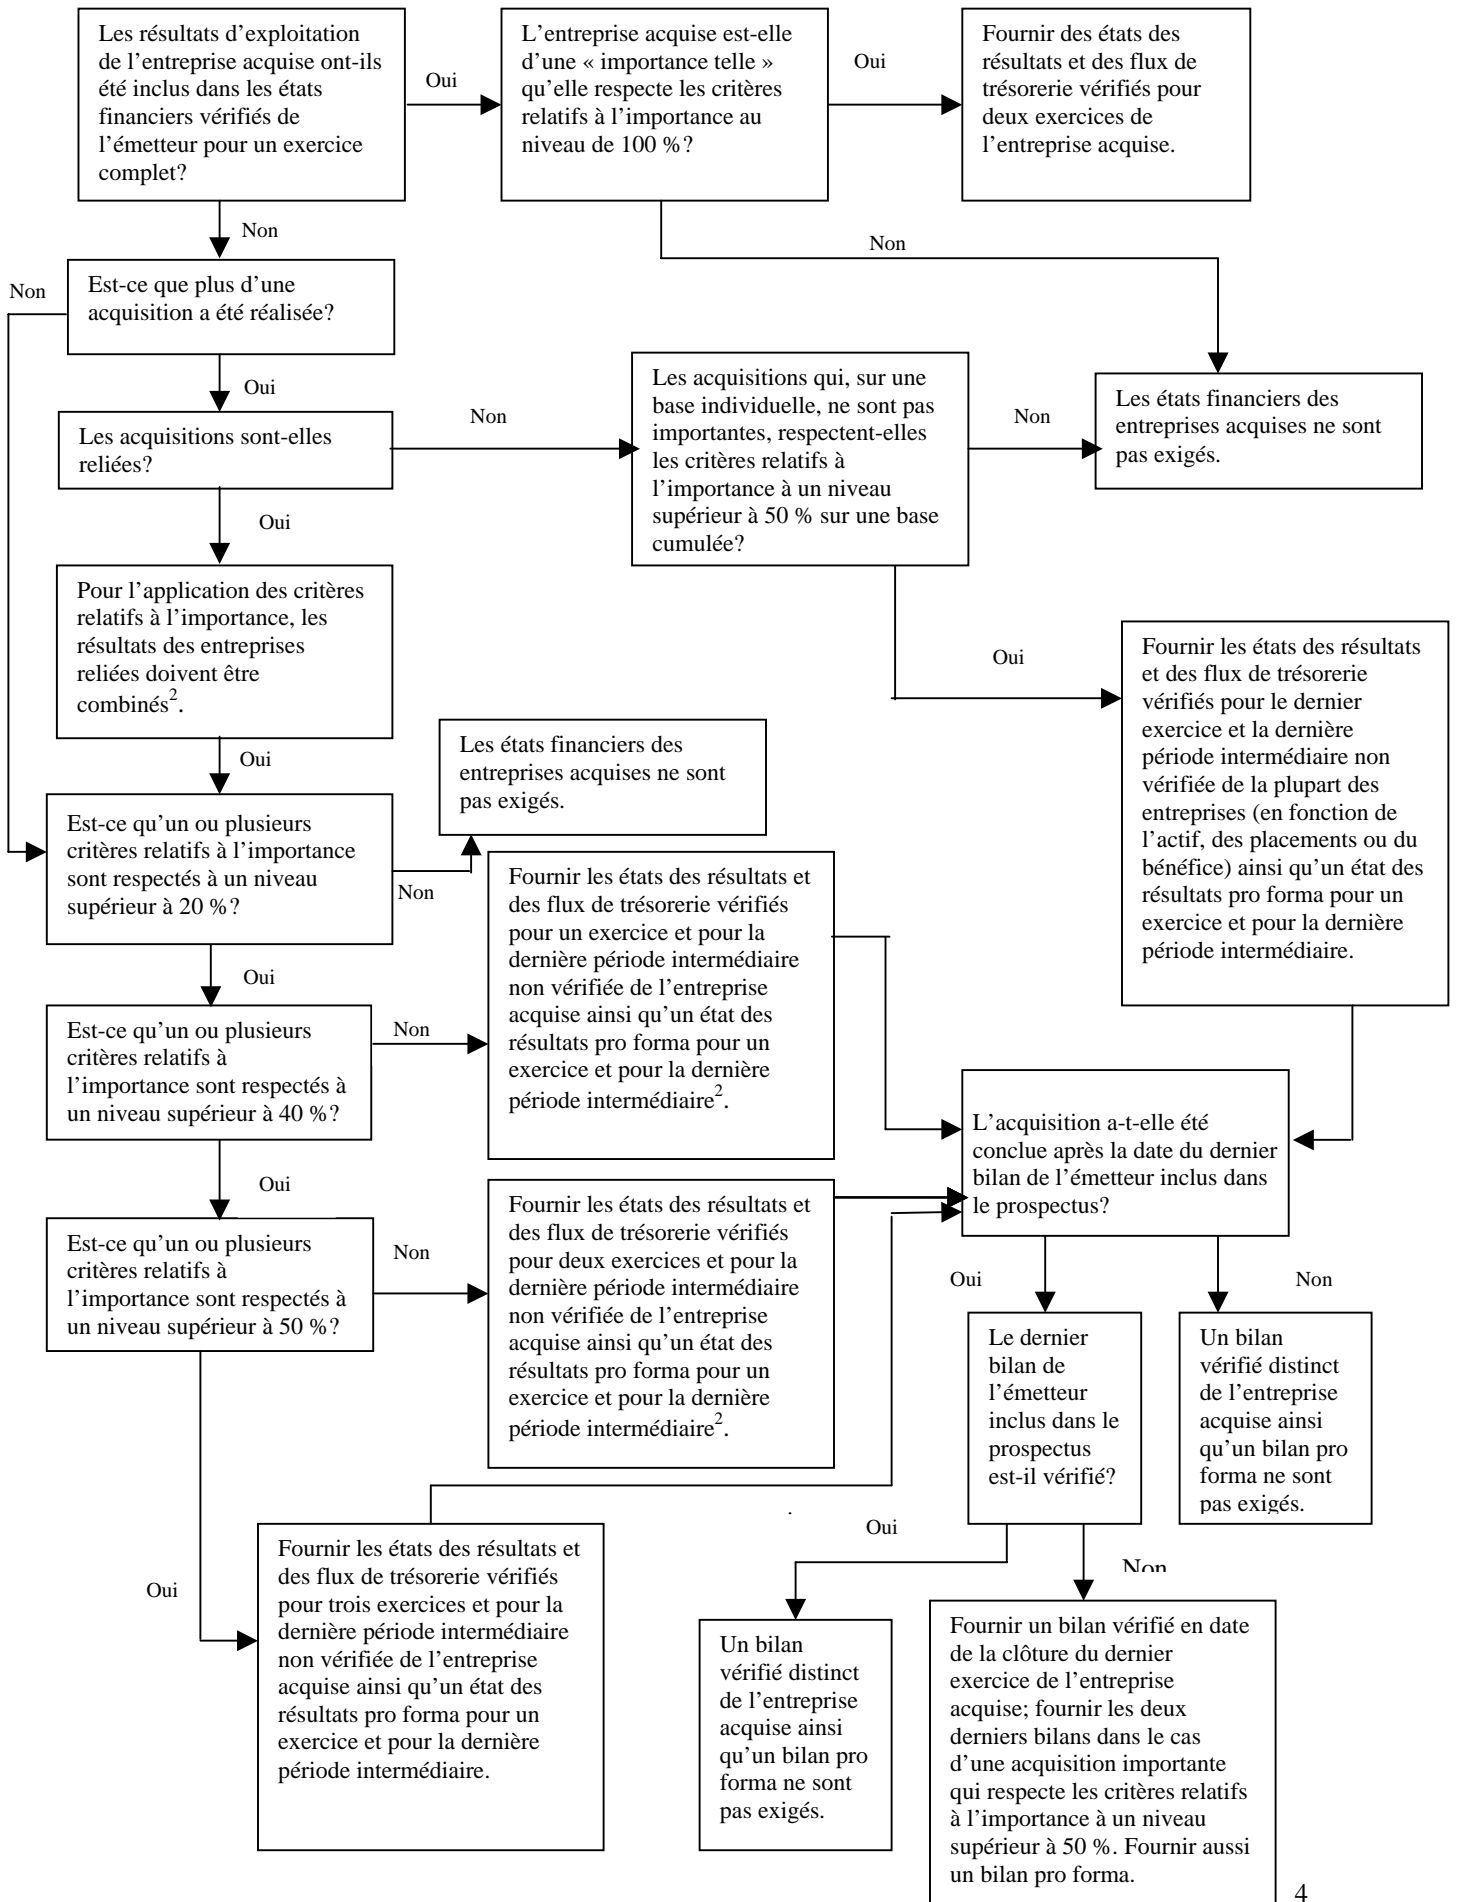 Les résultats d’exploitation
de l’entreprise acquise ont-ils
été inclus dans les états
financiers vérifiés de
l’émetteur pour un exercice
complet?
Oui
L’entreprise acquise est-elle
d’une « importance telle »
qu’elle respecte les critères
relatifs à l’importance au
niveau de 100 %?
Oui
Fournir des états des
résultats et des flux de
trésorerie vérifiés pour
deux exercices de
l’entreprise acquise.
Non
Non
Non
Est-ce que plus d’une
acquisition a été réalisée?
Oui
Les acquisitions sont-elles
reliées?
Non
Les acquisitions qui, sur une
base individuelle, ne sont pas
importantes, respectent-elles
les critères relatifs à
l’importance à un niveau
supérieur à 50 % sur une base
cumulée?
Non
Les états financiers des
entreprises acquises ne sont
pas exigés.
Oui
Pour l’application des critères
relatifs à l’importance, les
résultats des entreprises
reliées doivent être
combinés2.
Oui
Fournir les états des résultats
et des flux de trésorerie
vérifiés pour le dernier
exercice et la dernière
période intermédiaire non
vérifiée de la plupart des
entreprises (en fonction de
l’actif, des placements ou du
bénéfice) ainsi qu’un état des
résultats pro forma pour un
exercice et pour la dernière
période intermédiaire.
Oui
Les états financiers des
entreprises acquises ne sont
pas exigés.
Est-ce qu’un ou plusieurs
critères relatifs à l’importance
sont respectés à un niveau
supérieur à 20 %?
Non
Fournir les états des résultats et
des flux de trésorerie vérifiés
pour un exercice et pour la
dernière période intermédiaire
non vérifiée de l’entreprise
acquise ainsi qu’un état des
résultats pro forma pour un
exercice et pour la dernière
période intermédiaire2.
Oui
Est-ce qu’un ou plusieurs
critères relatifs à
l’importance sont respectés à
un niveau supérieur à 40 %?
Non
L’acquisition a-t-elle été
conclue après la date du dernier
bilan de l’émetteur inclus dans
le prospectus?
Oui
Est-ce qu’un ou plusieurs
critères relatifs à
l’importance sont respectés à
un niveau supérieur à 50 %?
Non
Fournir les états des résultats et
des flux de trésorerie vérifiés
pour deux exercices et pour la
dernière période intermédiaire
non vérifiée de l’entreprise
acquise ainsi qu’un état des
résultats pro forma pour un
exercice et pour la dernière
période intermédiaire2.
Oui
Non
Le dernier
bilan de
l’émetteur
inclus dans le
prospectus
est-il vérifié?
Un bilan
vérifié distinct
de l’entreprise
acquise ainsi
qu’un bilan pro
forma ne sont
pas exigés.
.
Oui
Non
Oui
Fournir les états des résultats et
des flux de trésorerie vérifiés
pour trois exercices et pour la
dernière période intermédiaire
non vérifiée de l’entreprise
acquise ainsi qu’un état des
résultats pro forma pour un
exercice et pour la dernière
période intermédiaire.
Un bilan
vérifié distinct
de l’entreprise
acquise ainsi
qu’un bilan pro
forma ne sont
pas exigés.
Fournir un bilan vérifié en date
de la clôture du dernier
exercice de l’entreprise
acquise; fournir les deux
derniers bilans dans le cas
d’une acquisition importante
qui respecte les critères relatifs
à l’importance à un niveau
supérieur à 50 %. Fournir aussi
un bilan pro forma.
4